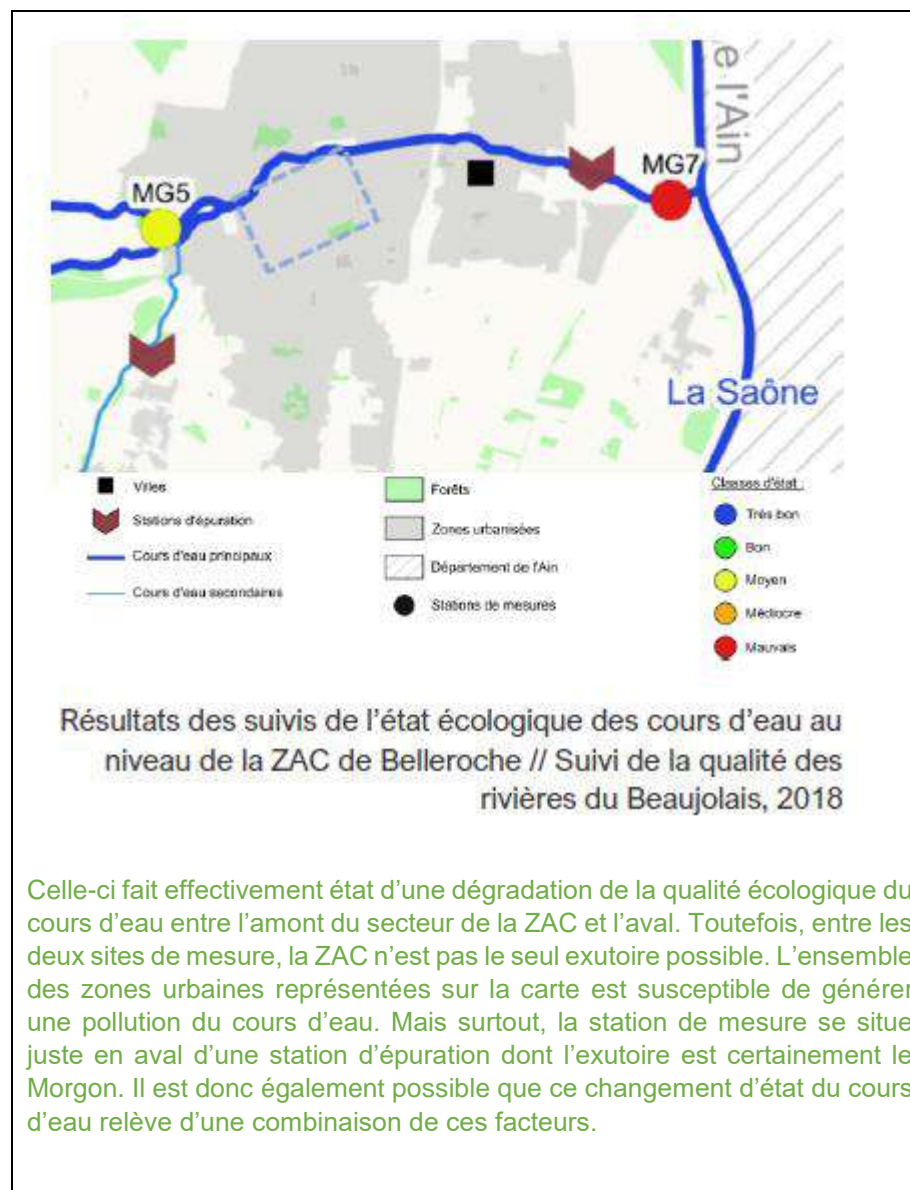 e l'Ain
MG5
MG7
La Saône
Villes
Stations d'épuration
Cours d'eau principaux
Cours d'eau secondaires
Forêts
Zones urbanisées
Département de l'Ain
Stations de mesures
Classes d'état :
Très bon
Bon
Moyen
Médiocre
Mauvais
Résultats des suivis de l'état écologique des cours d'eau au
niveau de la ZAC de Belleroche // Suivi de la qualité des
rivières du Beaujolais, 2018
Celle-ci fait effectivement état d'une dégradation de la qualité écologique du
cours d'eau entre l'amont du secteur de la ZAC et l'aval. Toutefois, entre les
deux sites de mesure, la ZAC n'est pas le seul exutoire possible. L'ensemble
des zones urbaines représentées sur la carte est susceptible de générer
une pollution du cours d'eau. Mais surtout, la station de mesure se situe
juste en aval d'une station d'épuration dont l'exutoire est certainement le
Morgon. Il est donc également possible que ce changement d'état du cours
d'eau relève d'une combinaison de ces facteurs.